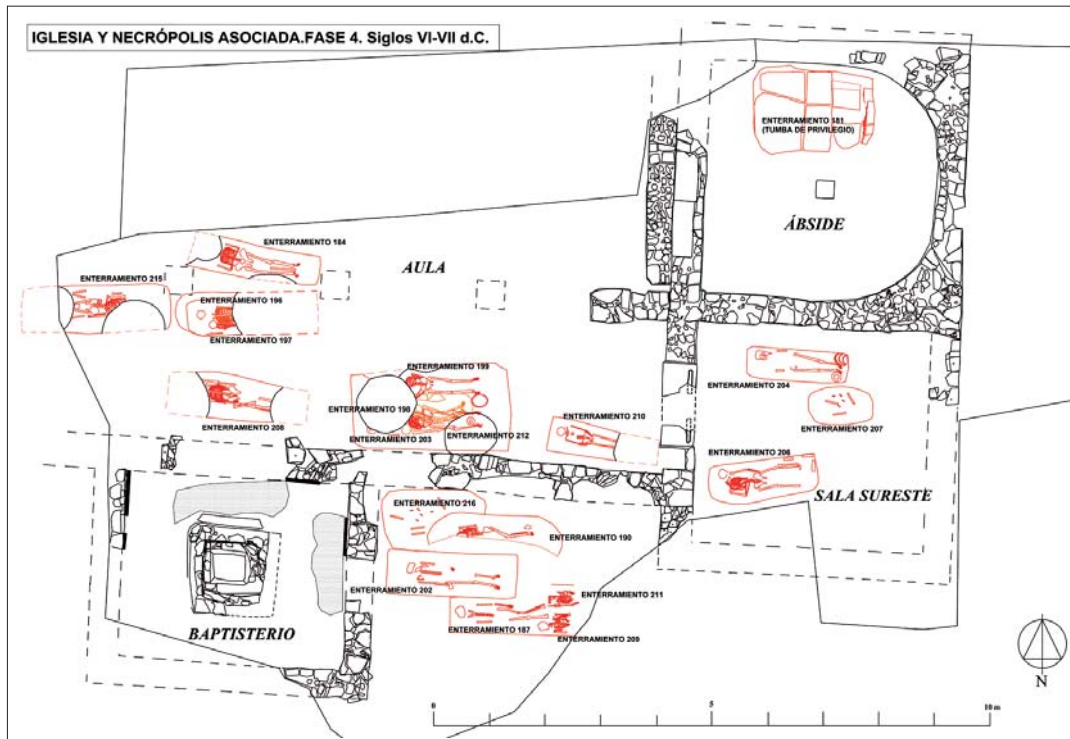 IGLESIA Y NECRÓPOLIS ASOCIADA.FASE 4. Siglos VI-VII d.C.
ENTERRAMIENTO 181
(TUMBA DE PRIVILEGIO)
ÁBSIDE
ENTERRAMIENTO 184
AULA
ENTERRAMIENTO 215
ENTERRAMIENTO 196
ENTERRAMIENTO 197
ENTERRAMIENTO 199
ENTERRAMIENTO 204
ENTERRAMIENTO 198
ENTERRAMIENTO 210
ENTERRAMIENTO 207
ENTERRAMIENTO 208
ENTERRAMIENTO 203
ENTERRAMIENTO 212
ENTERRAMIENTO 206
SALA SURESTE
ENTERRAMIENTO 216
ENTERRAMIENTO 190
ENTERRAMIENTO 202
ENTERRAMIENTO 211
ENTERRAMIENTO 187
ENTERRAMIENTO 209
BAPTISTERIO
N
0
5
10 m